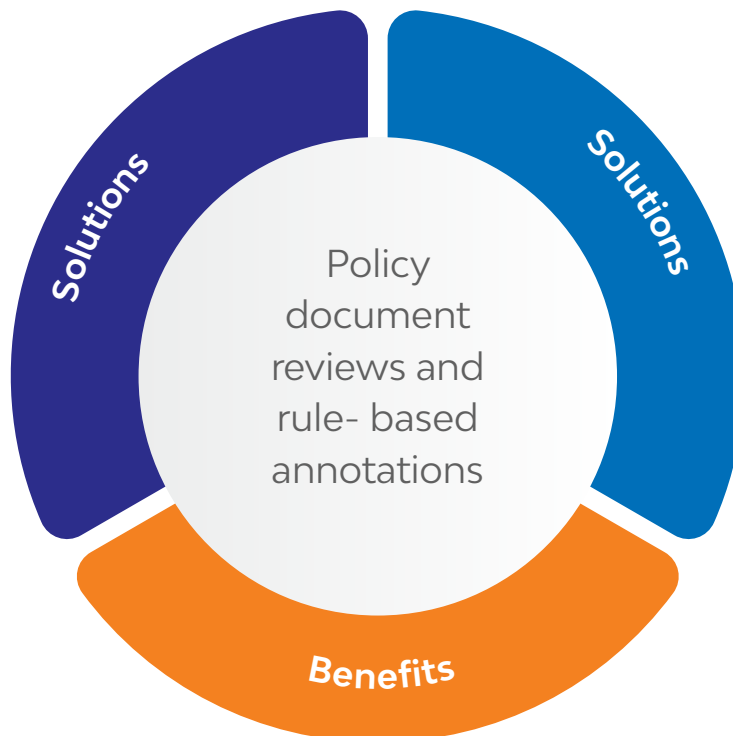 Solutions
Solutions
Policy
document
reviews and
rule- based
annotations
Benefits